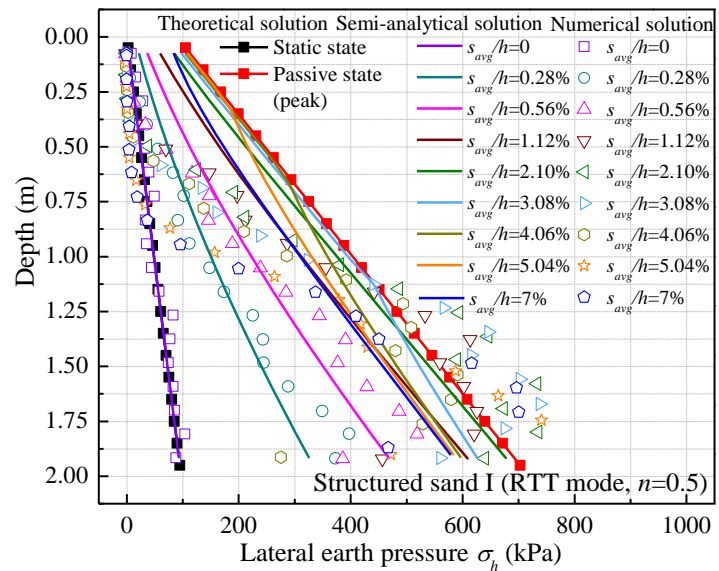 Theoretical solution Semi-analytical solution Numerical solution
Static state
Passive state
(peak)
s_avg/h=0
s_avg/h=0.28%
s_avg/h=0.56%
s_avg/h=1.12%
s_avg/h=2.10%
s_avg/h=3.08%
s_avg/h=4.06%
s_avg/h=5.04%
s_avg/h=7%
s_avg/h=0
s_avg/h=0.28%
s_avg/h=0.56%
s_avg/h=1.12%
s_avg/h=2.10%
s_avg/h=3.08%
s_avg/h=4.06%
s_avg/h=5.04%
s_avg/h=7%
Depth (m)
0.00
0.25
0.50
0.75
1.00
1.25
1.50
1.75
2.00
Structured sand I (RTT mode, n=0.5)
0 200 400 600 800 1000
Lateral earth pressure σ_h (kPa)